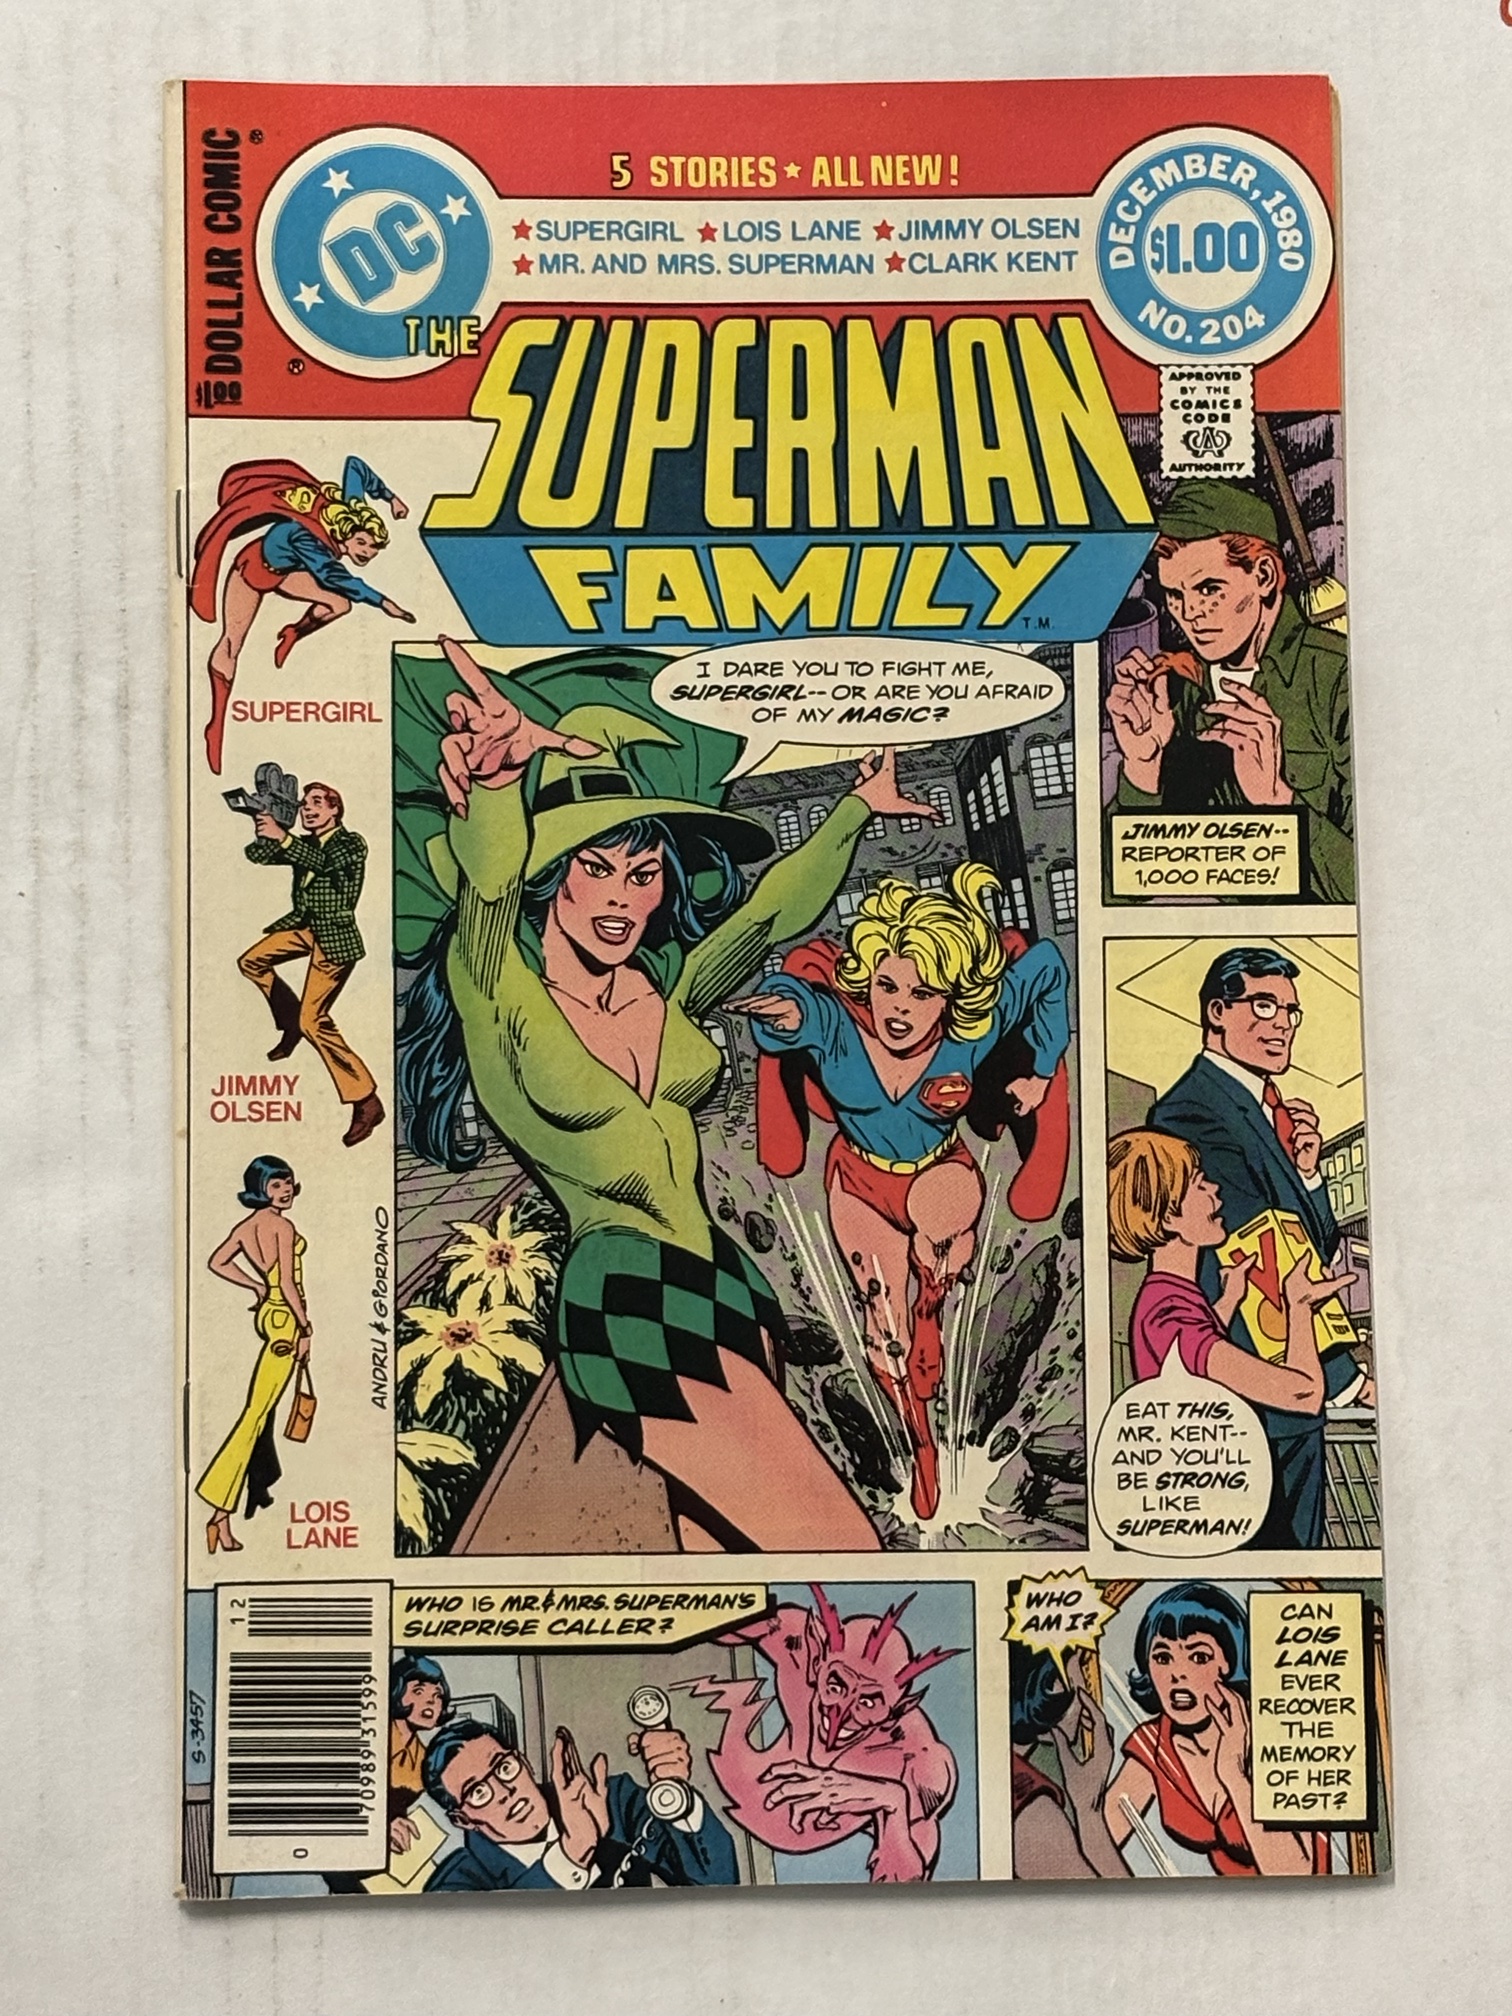 $1.00 DOLLAR COMIC ®
DC
®
5 STORIES ★ ALL NEW!
★SUPERGIRL ★LOIS LANE ★JIMMY OLSEN
★MR. AND MRS. SUPERMAN ★CLARK KENT
DECEMBER, 1980
$1.00
NO. 204
THE
SUPERMAN
FAMILY
T.M.
APPROVED
BY THE
COMICS
CODE
CA
AUTHORITY
SUPERGIRL
JIMMY
OLSEN
LOIS
LANE
I DARE YOU TO FIGHT ME,
SUPERGIRL-- OR ARE YOU AFRAID
OF MY MAGIC?
ANDRU & GIORDANO
JIMMY OLSEN--
REPORTER OF
1,000 FACES!
EAT THIS,
MR. KENT--
AND YOU'LL
BE STRONG,
LIKE
SUPERMAN!
S-3457
12
70989 31599
0
WHO IS MR. & MRS. SUPERMAN'S
SURPRISE CALLER?
WHO
AM I?
CAN
LOIS
LANE
EVER
RECOVER
THE
MEMORY
OF HER
PAST?